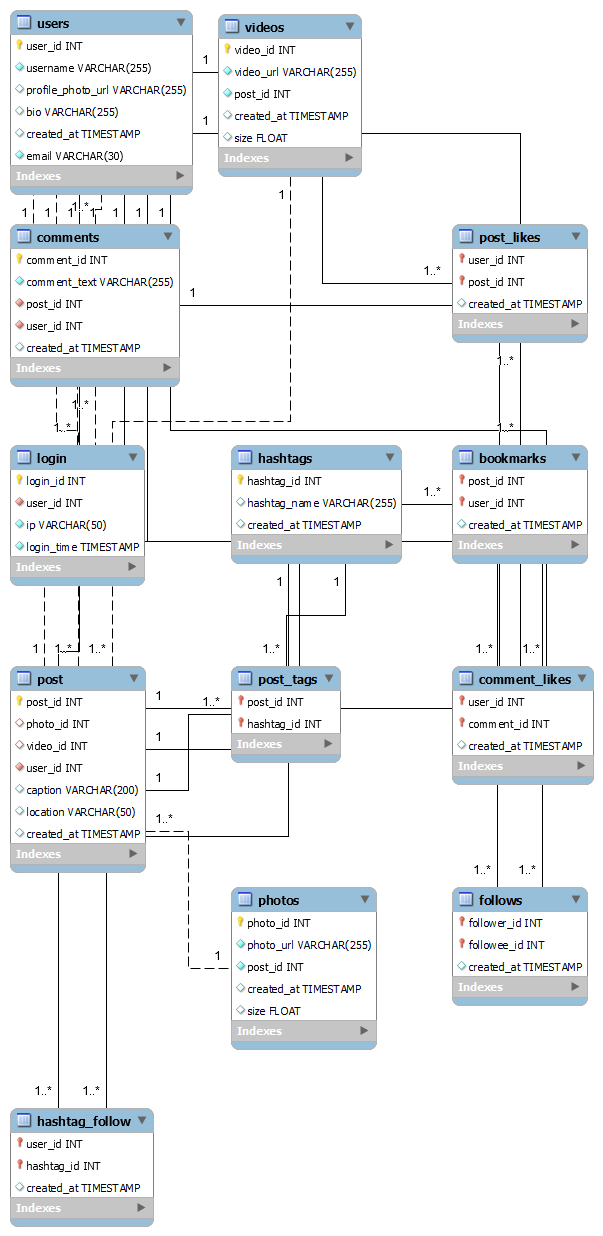 users
user_id INT
username VARCHAR(255)
profile_photo_url VARCHAR(255)
bio VARCHAR(255)
created_at TIMESTAMP
email VARCHAR(30)
Indexes
1
1
videos
video_id INT
video_url VARCHAR(255)
post_id INT
created_at TIMESTAMP
size FLOAT
Indexes
1
1
1
1..*
1
1
1
1
comments
comment_id INT
comment_text VARCHAR(255)
post_id INT
user_id INT
created_at TIMESTAMP
Indexes
1
1..*
post_likes
user_id INT
post_id INT
created_at TIMESTAMP
Indexes
1..*
1..*
1..*
1..*
login
login_id INT
user_id INT
ip VARCHAR(50)
login_time TIMESTAMP
Indexes
hashtags
hashtag_id INT
hashtag_name VARCHAR(255)
created_at TIMESTAMP
Indexes
1..*
bookmarks
post_id INT
user_id INT
created_at TIMESTAMP
Indexes
1
1
1
1..*
1..*
1..*
1..*
1..*
post
post_id INT
photo_id INT
video_id INT
user_id INT
caption VARCHAR(200)
location VARCHAR(50)
created_at TIMESTAMP
Indexes
1
1
1
1..*
1..*
post_tags
post_id INT
hashtag_id INT
Indexes
comment_likes
user_id INT
comment_id INT
created_at TIMESTAMP
Indexes
1..*
1..*
1
photos
photo_id INT
photo_url VARCHAR(255)
post_id INT
created_at TIMESTAMP
size FLOAT
Indexes
follows
follower_id INT
followee_id INT
created_at TIMESTAMP
Indexes
1..*
1..*
hashtag_follow
user_id INT
hashtag_id INT
created_at TIMESTAMP
Indexes